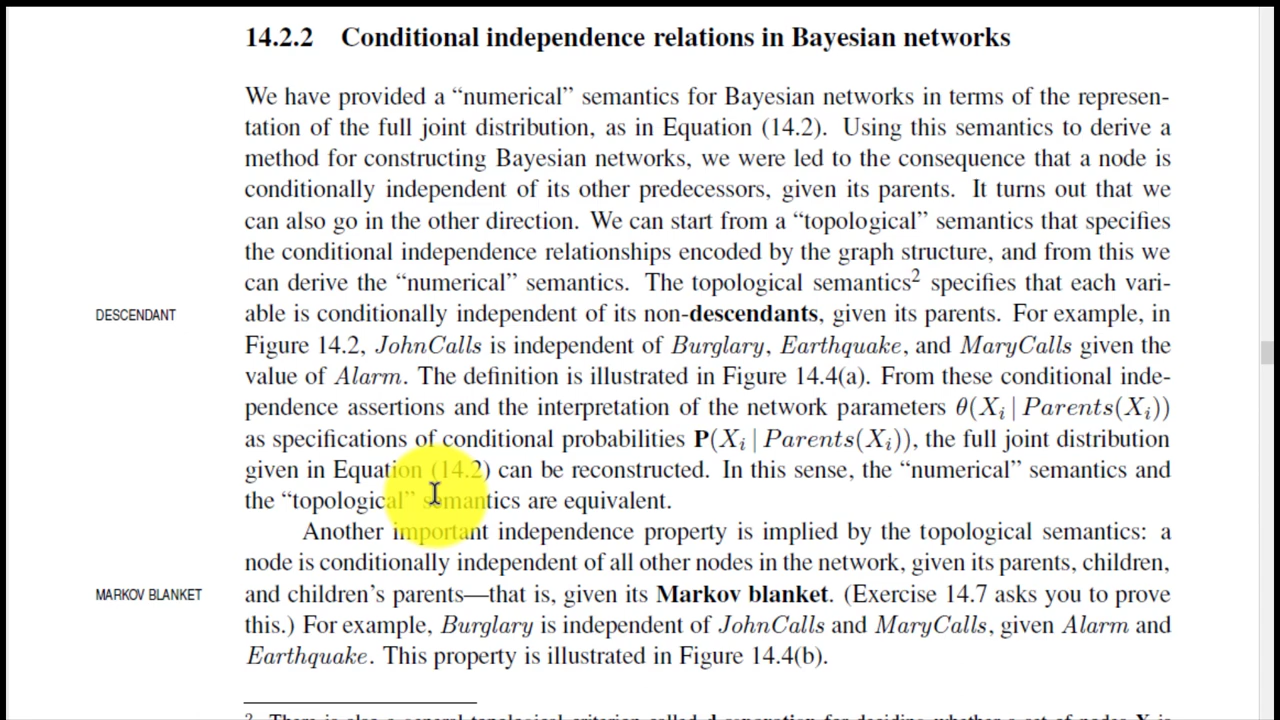 14.2.2 Conditional independence relations in Bayesian networks
We have provided a “numerical” semantics for Bayesian networks in terms of the represen-
tation of the full joint distribution, as in Equation (14.2). Using this semantics to derive a
method for constructing Bayesian networks, we were led to the consequence that a node is
conditionally independent of its other predecessors, given its parents. It turns out that we
can also go in the other direction. We can start from a “topological” semantics that specifies
the conditional independence relationships encoded by the graph structure, and from this we
can derive the “numerical” semantics. The topological semantics² specifies that each vari-
DESCENDANT
able is conditionally independent of its non-descendants, given its parents. For example, in
Figure 14.2, JohnCalls is independent of Burglary, Earthquake, and MaryCalls given the
value of Alarm. The definition is illustrated in Figure 14.4(a). From these conditional inde-
pendence assertions and the interpretation of the network parameters θ(Xᵢ | Parents(Xᵢ))
as specifications of conditional probabilities P(Xᵢ | Parents(Xᵢ)), the full joint distribution
given in Equation (14.2) can be reconstructed. In this sense, the “numerical” semantics and
the “topological” semantics are equivalent.
Another important independence property is implied by the topological semantics: a
node is conditionally independent of all other nodes in the network, given its parents, children,
MARKOV BLANKET
and children’s parents—that is, given its Markov blanket. (Exercise 14.7 asks you to prove
this.) For example, Burglary is independent of JohnCalls and MaryCalls, given Alarm and
Earthquake. This property is illustrated in Figure 14.4(b).